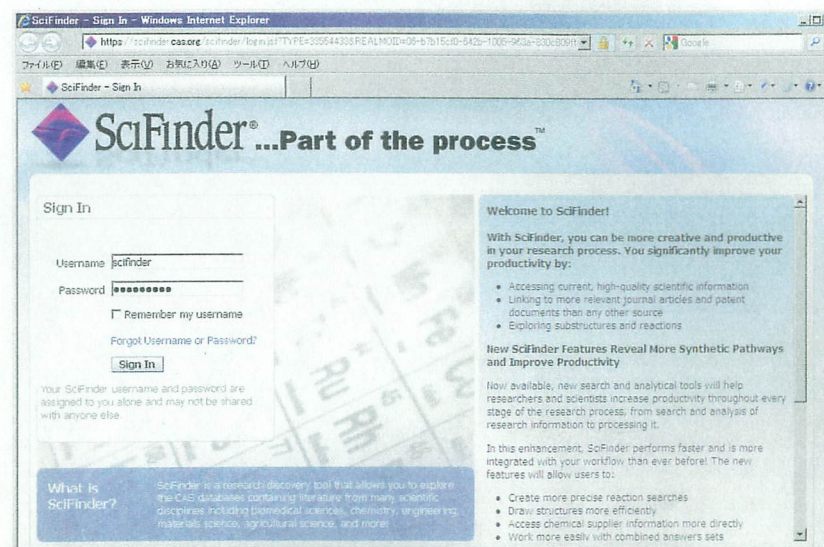 SciFinder - Sign In - Windows Internet Explorer
Google
ファイル(F) 編集(E) 表示(V) お気に入り(A) ツール(T) ヘルプ(H)
SciFinder - Sign In
SciFinder® ...Part of the process™
Sign In
Username scifinder
Password •••••••••
Remember my username
Forgot Username or Password?
Sign In
Your SciFinder username and password are
assigned to you alone and may not be shared
with anyone else.
What is
SciFinder?
SciFinder is a research discovery tool that allows you to explore
the CAS databases containing literature from many scientific
disciplines including biomedical sciences, chemistry, engineering,
materials science, agricultural science, and more!
Welcome to SciFinder!
With SciFinder, you can be more creative and productive
in your research process. You significantly improve your
productivity by:
• Accessing current, high-quality scientific information
• Linking to more relevant journal articles and patent
documents than any other source
• Exploring substructures and reactions
New SciFinder Features Reveal More Synthetic Pathways
and Improve Productivity
Now available, new search and analytical tools will help
researchers and scientists increase productivity throughout every
stage of the research process, from search and analysis of
research information to processing it.
In this enhancement, SciFinder performs faster and is more
integrated with your workflow than ever before! The new
features will allow users to:
• Create more precise reaction searches
• Draw structures more efficiently
• Access chemical supplier information more directly
• Work more easily with combined answers sets
Ru
Rh
Fe